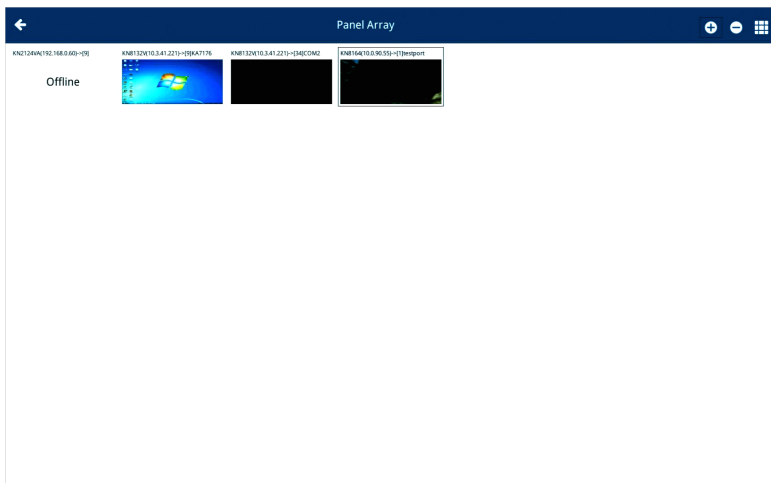 Panel Array
KN2124VA(192.168.0.60)->[9]
KN8132V(10.3.41.221)->[9]KA7176
KN8132V(10.3.41.221)->[34]COM2
KN8164(10.0.90.55)->[1]testport
Offline